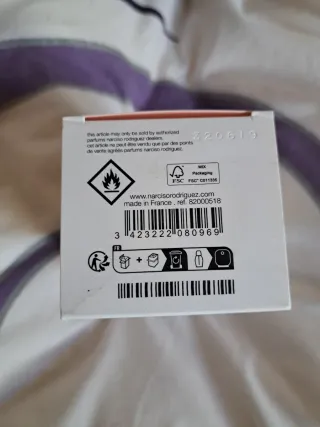 This article may only be sold by authorized
parfums narciso rodriguez dealers.
cet article ne peut être vendu que par des points
de vente agréés parfums narciso rodriguez.
MIX
Packaging
FSC
www.narcisorodriguez.com
made in France . ref. 82000518
3 423222 080969
FR
+